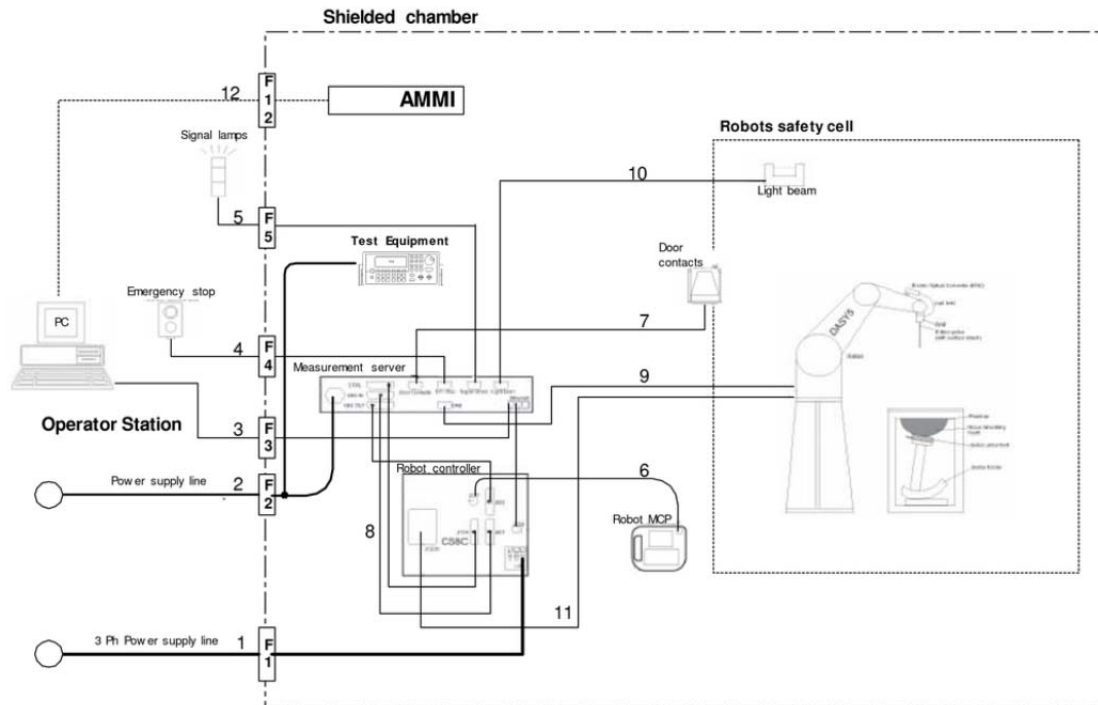 Shielded chamber
12
F
1
2
AMMI
Signal lamps
Robots safety cell
10
Light beam
5
F
5
Test Equipment
Door
contacts
Emergency stop
PC
7
DASY5
4
F
4
Measurement server
9
Operator Station
3
F
3
Robot controller
Power supply line
2
F
2
6
8
CS8C
Robot MCP
11
3 Ph Power supply line
1
F
1